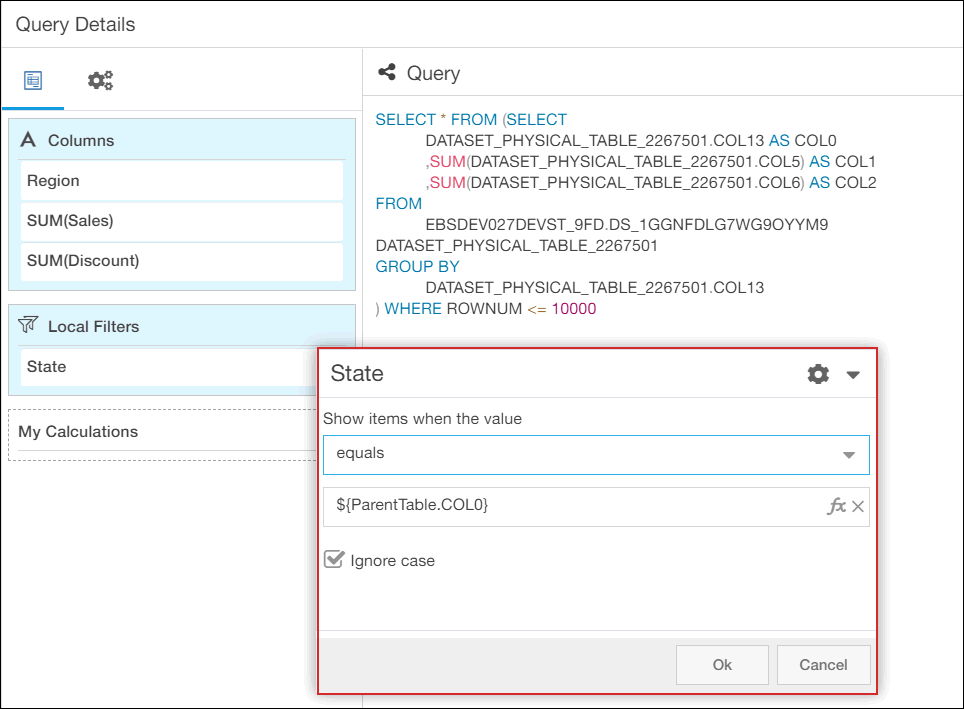 Query Details
Query
Columns
Region
SUM(Sales)
SUM(Discount)
Local Filters
State
My Calculations
SELECT * FROM (SELECT
DATASET_PHYSICAL_TABLE_2267501.COL13 AS COL0
,SUM(DATASET_PHYSICAL_TABLE_2267501.COL5) AS COL1
,SUM(DATASET_PHYSICAL_TABLE_2267501.COL6) AS COL2
FROM
EBSDEV027DEVST_9FD.DS_1GGNFDLG7WG9OYYM9
DATASET_PHYSICAL_TABLE_2267501
GROUP BY
DATASET_PHYSICAL_TABLE_2267501.COL13
) WHERE ROWNUM <= 10000
State
Show items when the value
equals
${ParentTable.COL0}
fx
Ignore case
Ok
Cancel